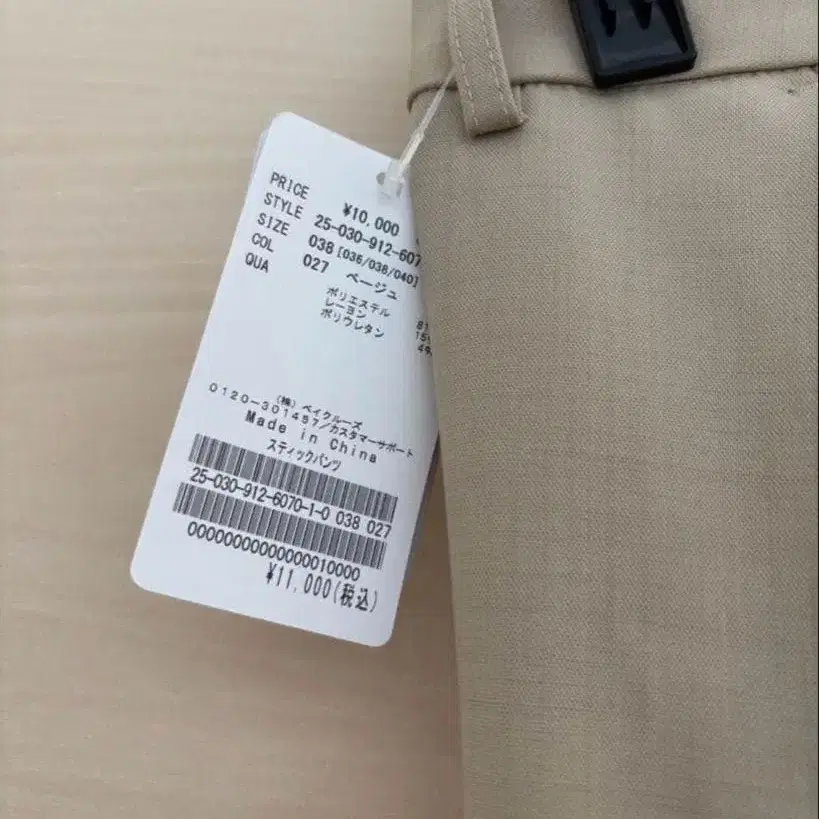 PRICE ¥10,000
STYLE 25-030-912-607
SIZE 038 [036/038/040]
COL 027 ベージュ
QUA ポリエステル 81
レーヨン 15
ポリウレタン 4
(株) ベイクルーズ
0120-301457/カスタマーサポート
Made in China
スティックパンツ
25-030-912-6070-1-0 038 027
0000000000000000010000
¥11,000(税込)